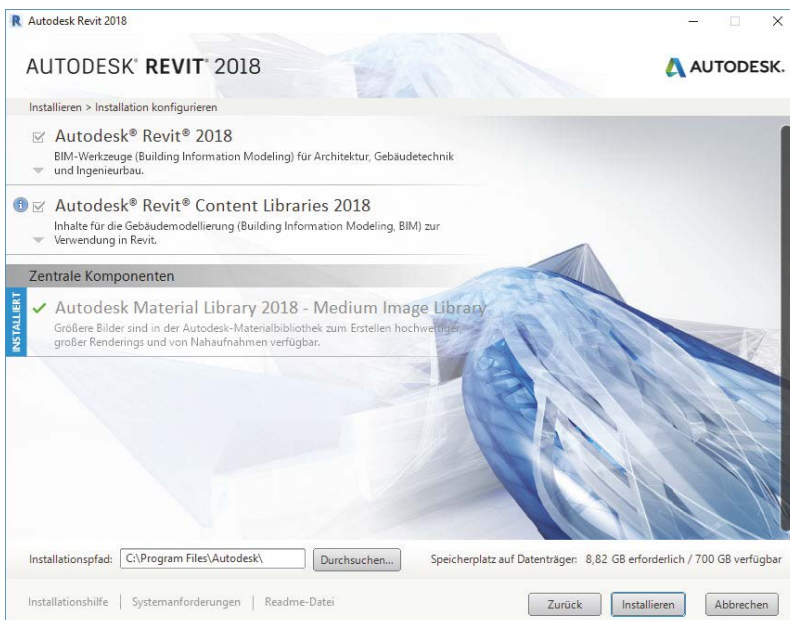 Autodesk Revit 2018
AUTODESK® REVIT® 2018
AUTODESK.
Installieren > Installation konfigurieren
Autodesk® Revit® 2018
BIM-Werkzeuge (Building Information Modeling) für Architektur, Gebäudetechnik
und Ingenieurbau.
Autodesk® Revit® Content Libraries 2018
Inhalte für die Gebäudemodellierung (Building Information Modeling, BIM) zur
Verwendung in Revit.
Zentrale Komponenten
INSTALLIERT
Autodesk Material Library 2018 - Medium Image Library
Größere Bilder sind in der Autodesk-Materialbibliothek zum Erstellen hochwertiger
großer Renderings und von Nahaufnahmen verfügbar.
Installationspfad: C:\Program Files\Autodesk\ Durchsuchen... Speicherplatz auf Datenträger: 8,82 GB erforderlich / 700 GB verfügbar
Installationshilfe | Systemanforderungen | Readme-Datei Zurück Installieren Abbrechen